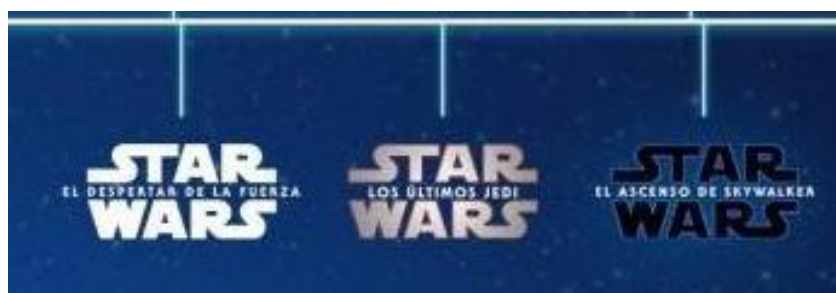 STAR
EL DESPERTAR DE LA FUERZA
WARS
STAR
LOS ÚLTIMOS JEDI
WARS
STAR
EL ASCENSO DE SKYWALKER
WARS